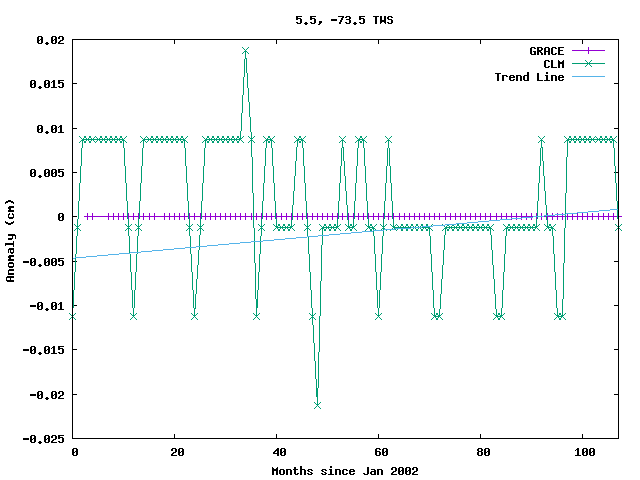 5.5, -73.5 TWS
GRACE
CLM
Trend Line
0.02
0.015
0.01
0.005
0
-0.005
-0.01
-0.015
-0.02
-0.025
Anomaly (cm)
0 20 40 60 80 100
Months since Jan 2002